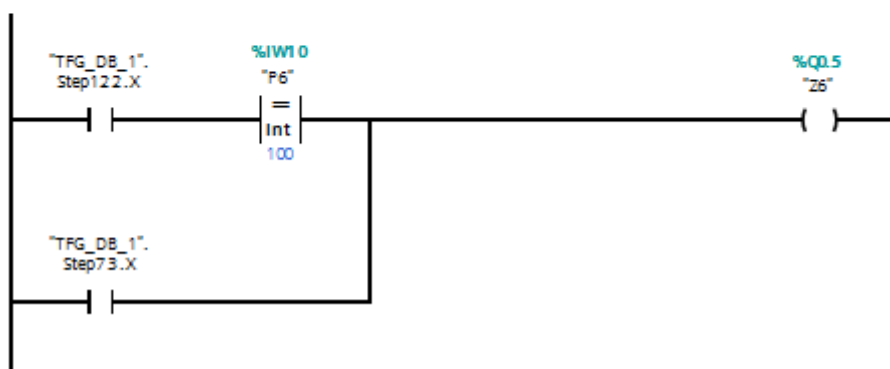 %IW10
"TFG_DB_1".
Step122.X
"P6"
%Q0.5
"Z6"
=
Int
100
"TFG_DB_1".
Step73.X